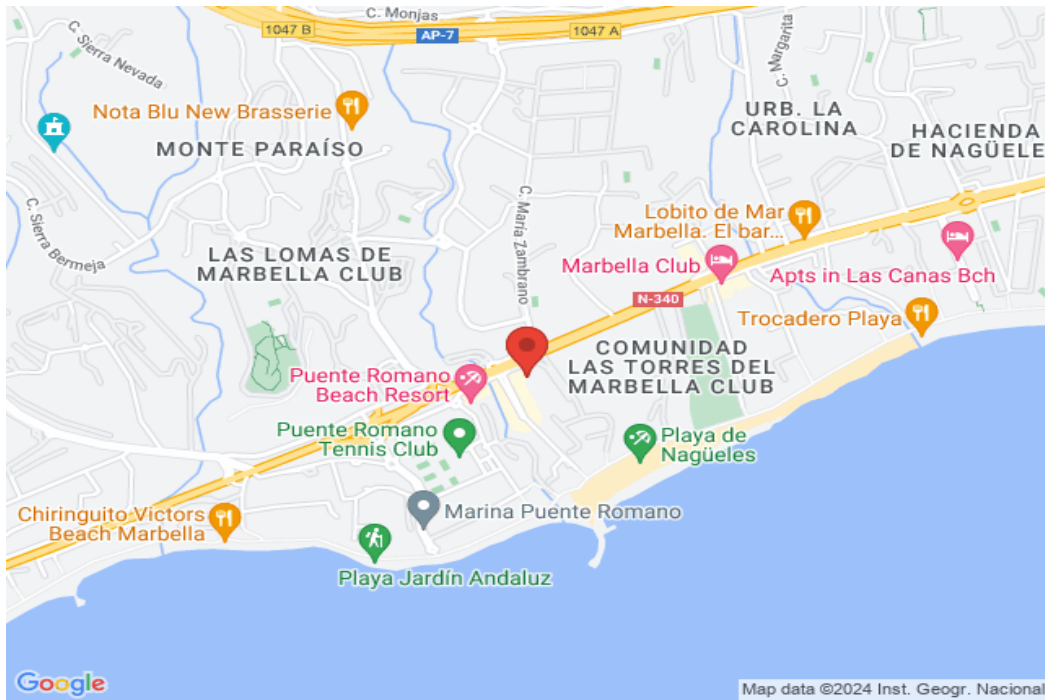 C. Monjas
1047 B
AP-7
1047 A
C. Sierra Nevada
C. Margarita
Nota Blu New Brasserie
URB. LA
CAROLINA
HACIENDA
DE NAGÜELE
MONTE PARAÍSO
C. María Zambrano
C. Sierra Bermeja
Lobito de Mar
Marbella. El bar...
LAS LOMAS DE
MARBELLA CLUB
Marbella Club
Apts in Las Canas Bch
N-340
Trocadero Playa
COMUNIDAD
LAS TORRES DEL
MARBELLA CLUB
Puente Romano
Beach Resort
Puente Romano
Tennis Club
Playa de
Nagüeles
Chiringuito Victors
Beach Marbella
Marina Puente Romano
Playa Jardín Andaluz
Google
Map data ©2024 Inst. Geogr. Nacional